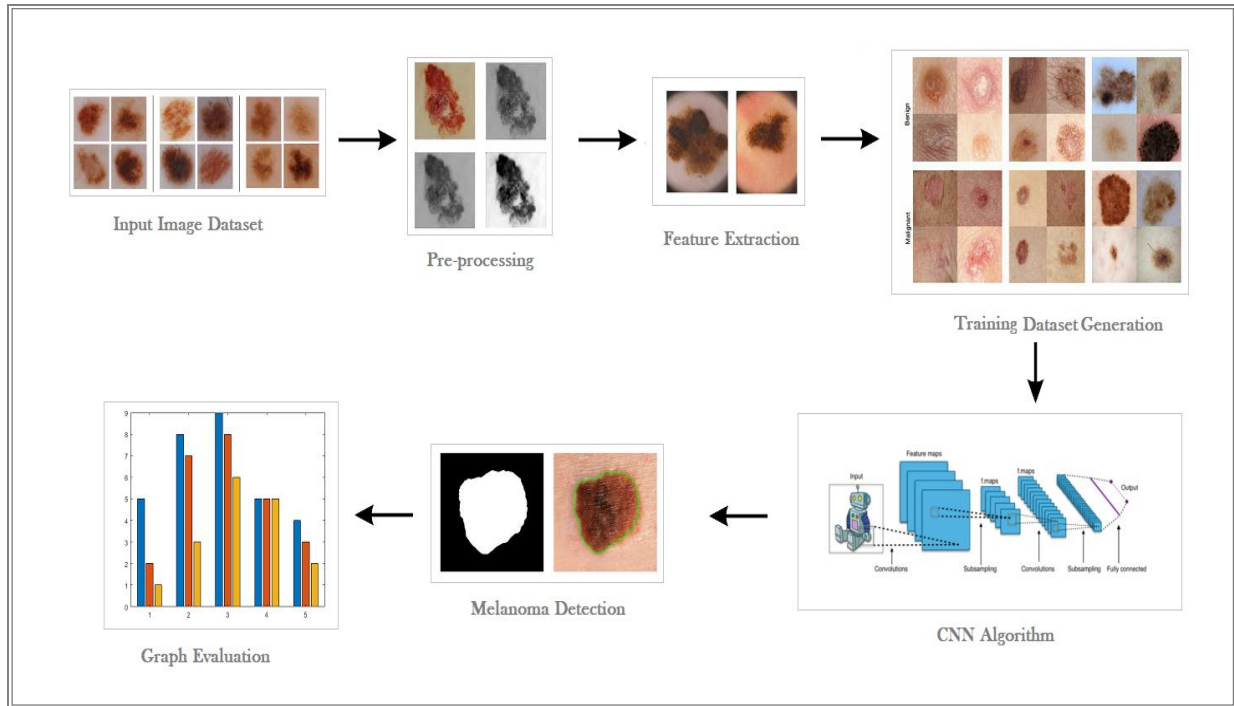 Input Image Dataset
Pre-processing
Feature Extraction
Benign
Malignant
Training Dataset Generation
Input
Feature maps
f.maps
f.maps
Output
Convolutions
Subsampling
Convolutions
Subsampling
Fully connected
CNN Algorithm
Melanoma Detection
9
8
7
6
5
4
3
2
1
0
1 2 3 4 5
Graph Evaluation